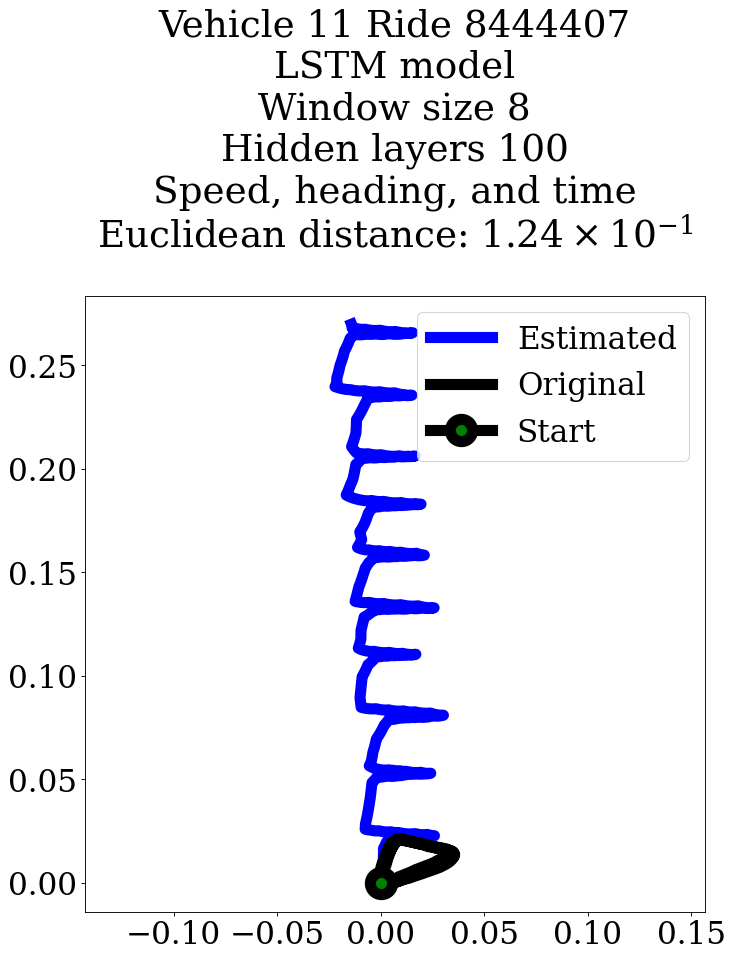 Vehicle 11 Ride 8444407
LSTM model
Window size 8
Hidden layers 100
Speed, heading, and time
Euclidean distance: 1.24 × 10⁻¹
Estimated
Original
Start
0.25
0.20
0.15
0.10
0.05
0.00
−0.10 −0.05 0.00 0.05 0.10 0.15